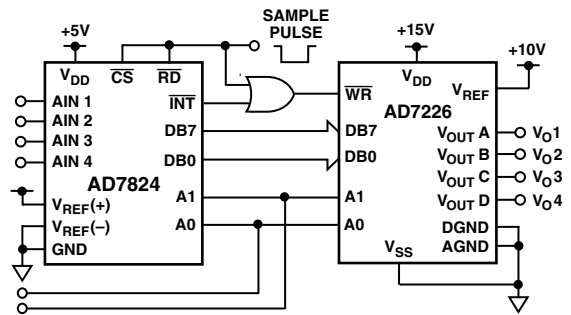 SAMPLE
PULSE
+5V
+15V
+10V
VDD
CS
RD
VDD
VREF
AIN 1
INT
WR
AD7226
AIN 2
DB7
DB7
VOUT A
VO1
AIN 3
VOUT B
VO2
AIN 4
DB0
DB0
VOUT C
VO3
AD7824
VREF(+)
A1
A1
VOUT D
VO4
VREF(–)
A0
A0
DGND
GND
VSS
AGND